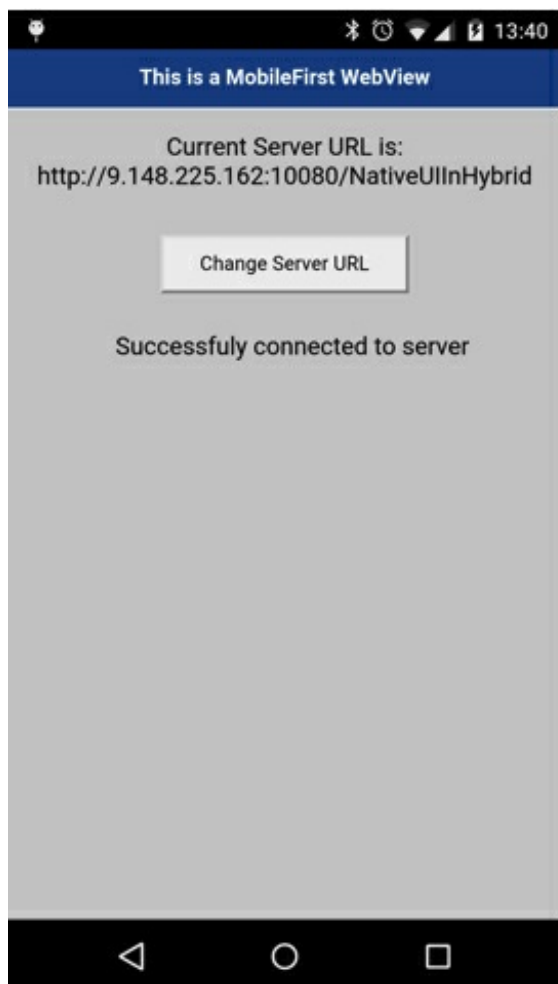 13:40
This is a MobileFirst WebView
Current Server URL is:
http://9.148.225.162:10080/NativeUIInHybrid
Change Server URL
Successfuly connected to server